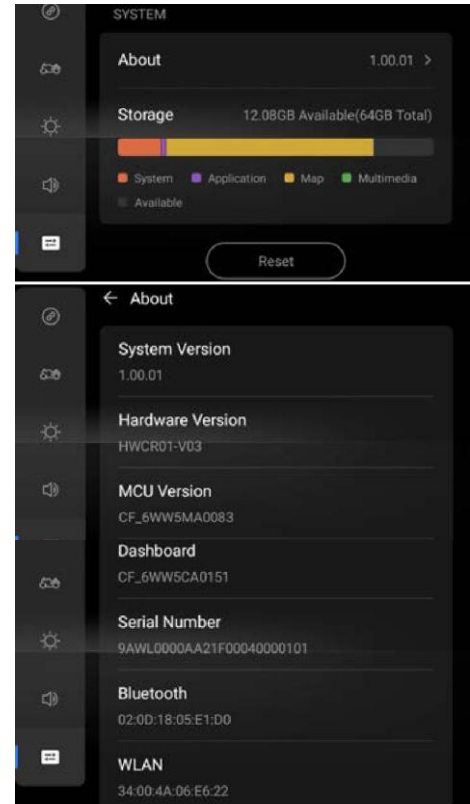 SYSTEM
About 1.00.01 >
Storage 12.08GB Available(64GB Total)
System Application Map Multimedia
Available
Reset
← About
System Version
1.00.01
Hardware Version
HWCR01-V03
MCU Version
CF_6WW5MA0083
Dashboard
CF_6WW5CA0151
Serial Number
9AWL0000AA21F00040000101
Bluetooth
02:0D:18:05:E1:D0
WLAN
34:00:4A:06:E6:22